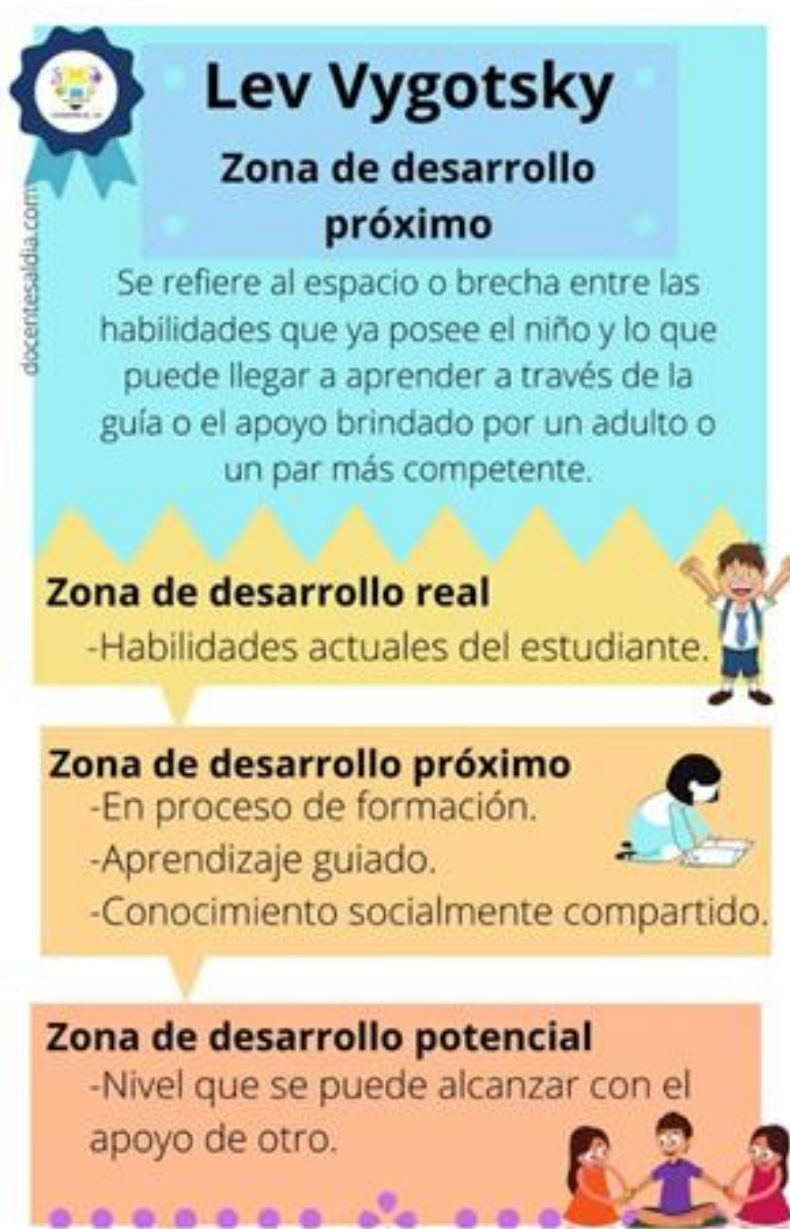 Lev Vygotsky
Zona de desarrollo
próximo
docentesaldia.com
Se refiere al espacio o brecha entre las
habilidades que ya posee el niño y lo que
puede llegar a aprender a través de la
guía o el apoyo brindado por un adulto o
un par más competente.
Zona de desarrollo real
-Habilidades actuales del estudiante.
Zona de desarrollo próximo
-En proceso de formación.
-Aprendizaje guiado.
-Conocimiento socialmente compartido.
Zona de desarrollo potencial
-Nivel que se puede alcanzar con el
apoyo de otro.